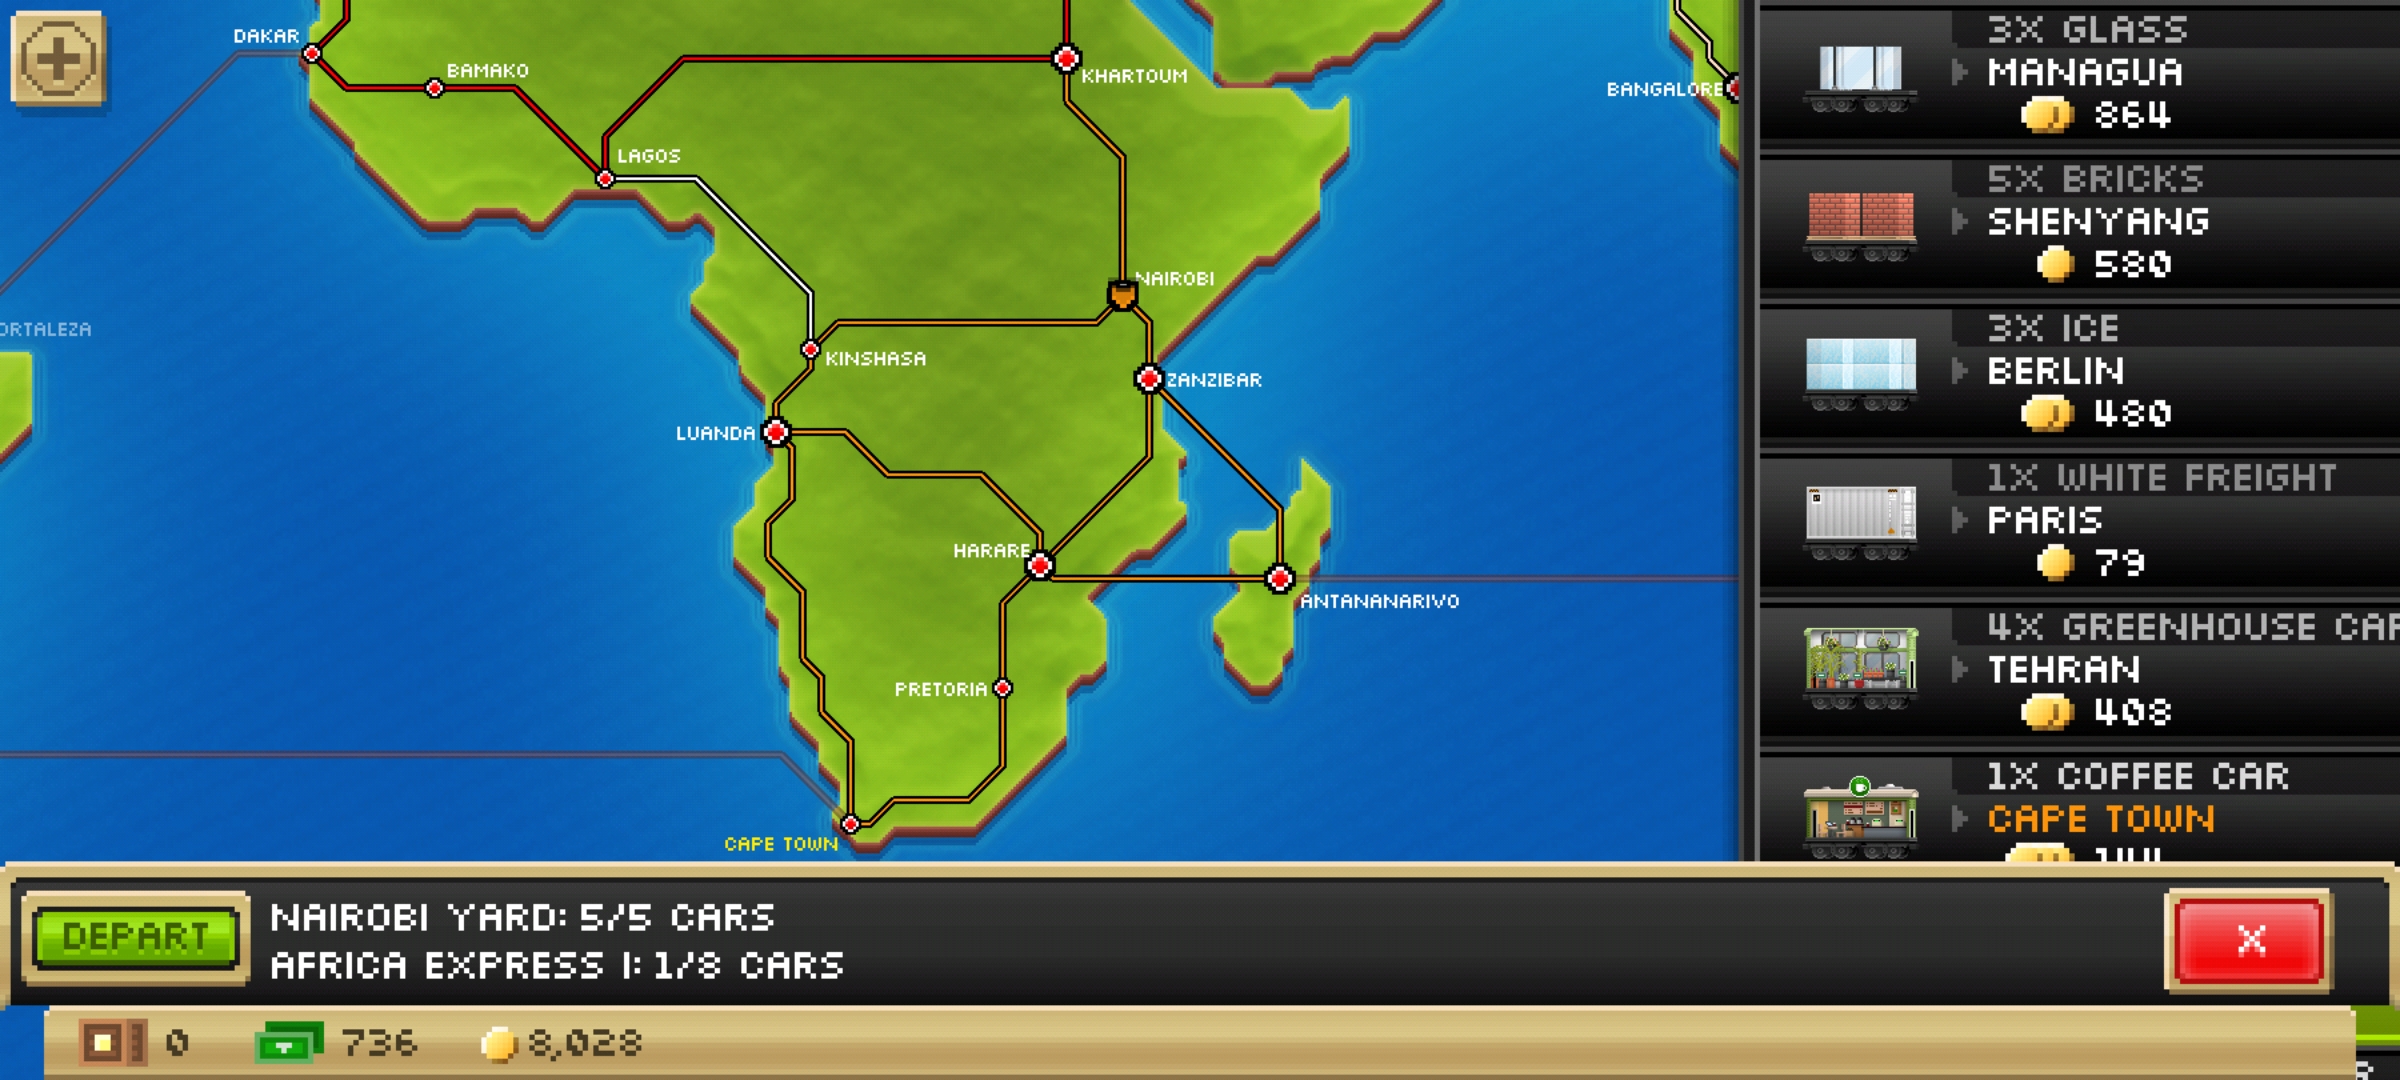 DAKAR
BAMAKO
LAGOS
KHARTOUM
BANGALORE
NAIROBI
ORTALEZA
KINSHASA
ZANZIBAR
LUANDA
HARARE
ANTANANARIVO
PRETORIA
CAPE TOWN
3X GLASS
MANAGUA
864
5X BRICKS
SHENYANG
580
3X ICE
BERLIN
480
1X WHITE FREIGHT
PARIS
79
4X GREENHOUSE CAR
TEHRAN
408
1X COFFEE CAR
CAPE TOWN
DEPART
NAIROBI YARD: 5/5 CARS
AFRICA EXPRESS I: 1/8 CARS
X
0
736
8,028